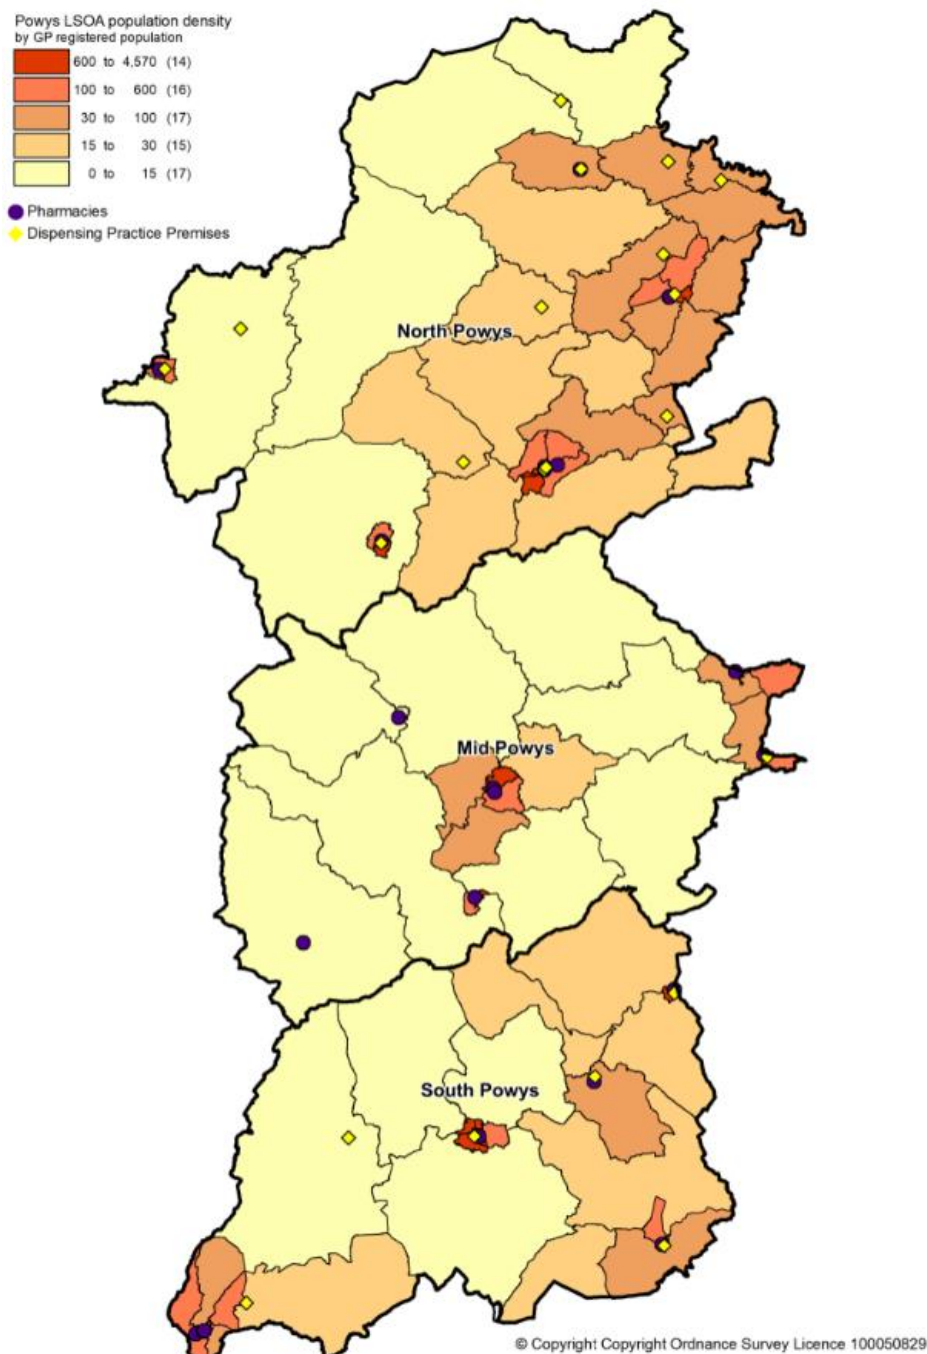 Powys LSOA population density
by GP registered population
600 to 4,570 (14)
100 to 600 (16)
30 to 100 (17)
15 to 30 (15)
0 to 15 (17)
Pharmacies
Dispensing Practice Premises
North Powys
Mid Powys
South Powys
© Copyright Copyright Ordnance Survey Licence 100050829